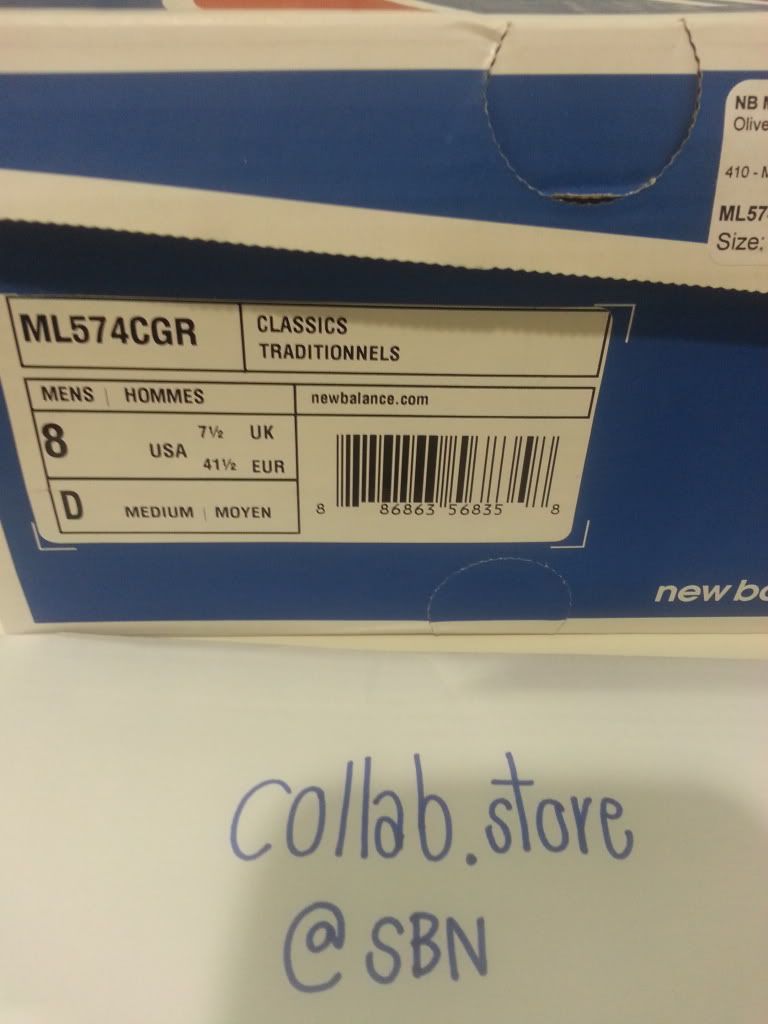 NB
Olive
410 -
ML57
Size:
ML574CGR
CLASSICS
TRADITIONNELS
MENS | HOMMES
newbalance.com
8 USA
7½ UK
41½ EUR
D MEDIUM | MOYEN
8 86863 56835 8
new ba
collab.store
@SBN